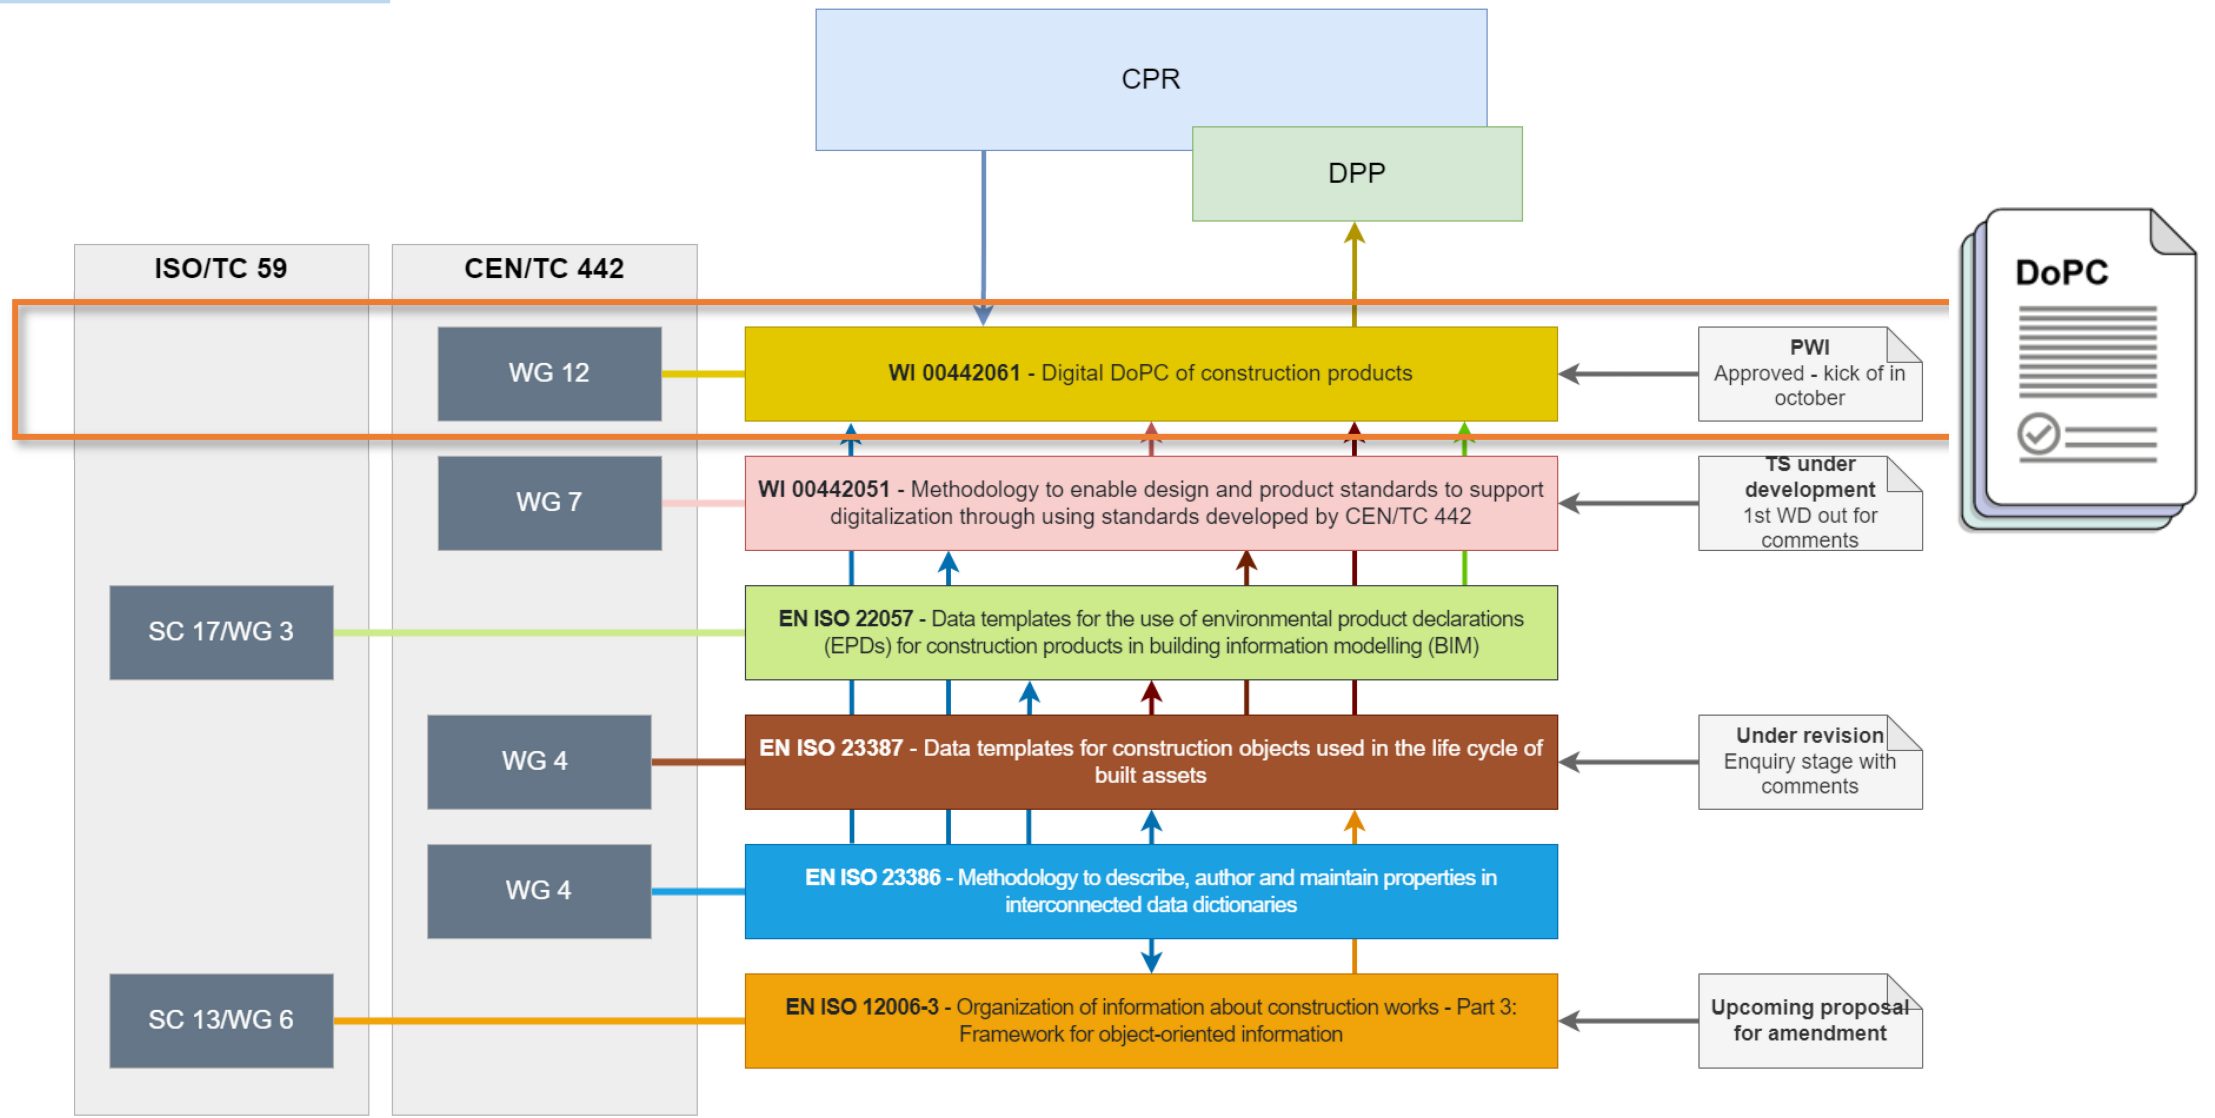 CPR
DPP
ISO/TC 59
CEN/TC 442
DoPC
WG 12
WI 00442061 - Digital DoPC of construction products
PWI
Approved - kick of in
october
WG 7
WI 00442051 - Methodology to enable design and product standards to support
digitalization through using standards developed by CEN/TC 442
TS under
development
1st WD out for
comments
SC 17/WG 3
EN ISO 22057 - Data templates for the use of environmental product declarations
(EPDs) for construction products in building information modelling (BIM)
WG 4
EN ISO 23387 - Data templates for construction objects used in the life cycle of
built assets
Under revision
Enquiry stage with
comments
WG 4
EN ISO 23386 - Methodology to describe, author and maintain properties in
interconnected data dictionaries
SC 13/WG 6
EN ISO 12006-3 - Organization of information about construction works - Part 3:
Framework for object-oriented information
Upcoming proposal
for amendment